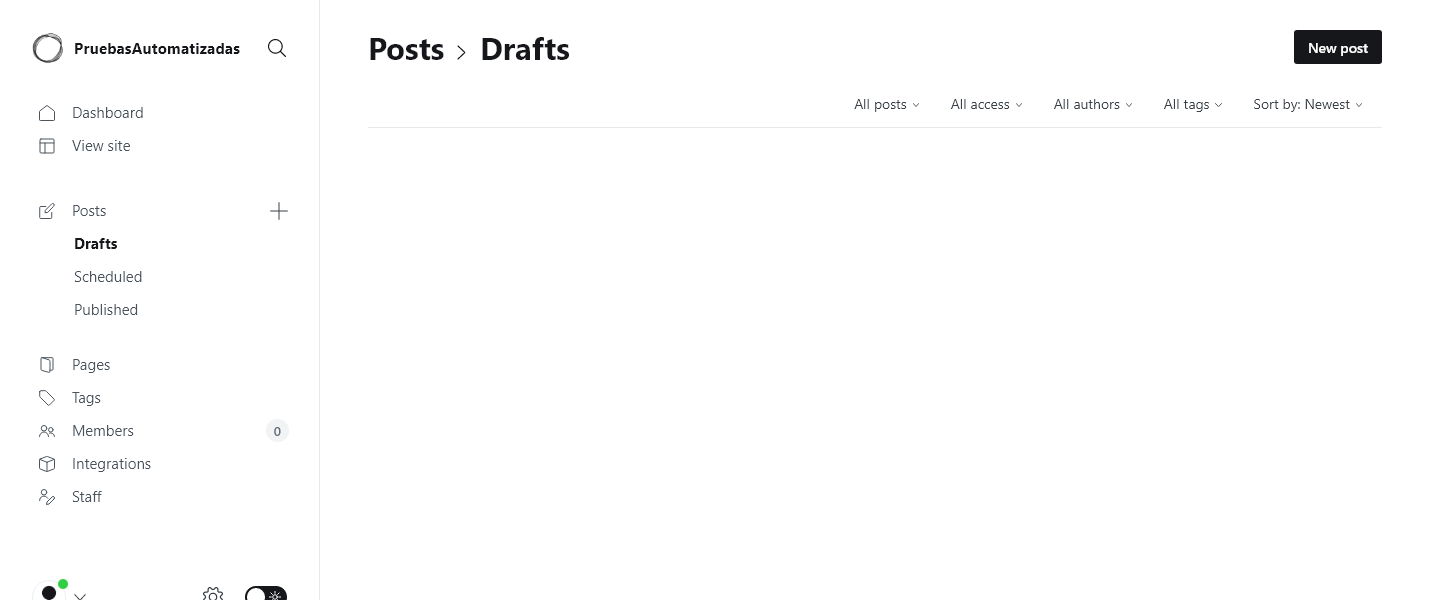 PruebasAutomatizadas
Dashboard
View site
Posts
Drafts
Scheduled
Published
Pages
Tags
Members 0
Integrations
Staff
Posts > Drafts
New post
All posts All access All authors All tags Sort by: Newest